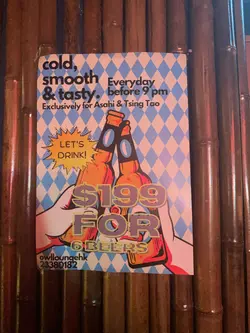 cold,
smooth
& tasty.
Everyday
before 9 pm
Exclusively for Asahi & Tsing Tao
LET'S
DRINK!
$199
FOR
6 BEERS
23380182